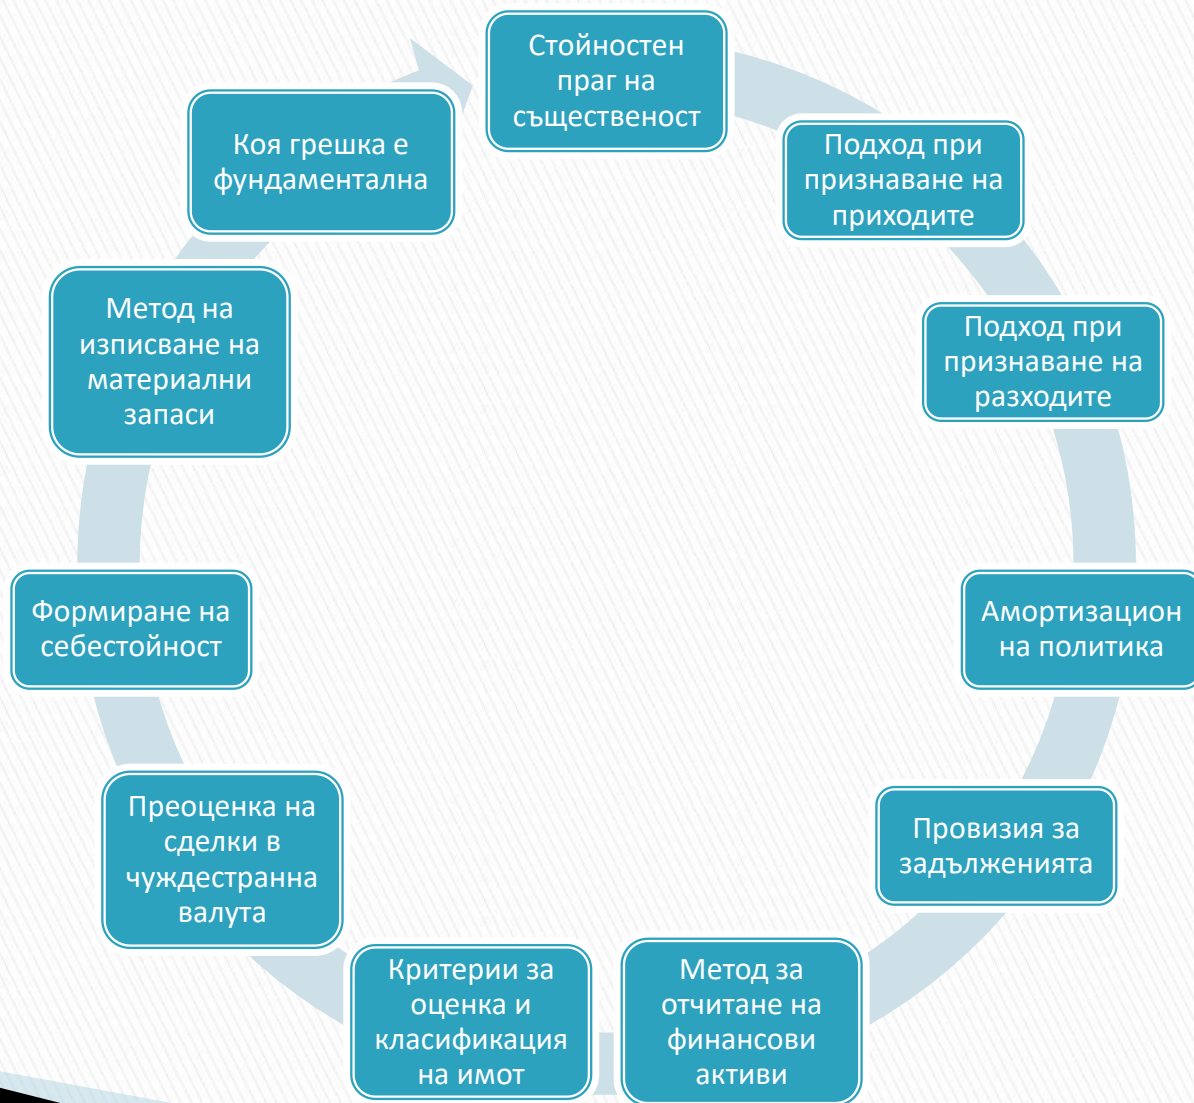 Стойностен
праг на
същественост
Подход при
признаване на
приходите
Подход при
признаване на
разходите
Амортизацион
на политика
Провизия за
задълженията
Метод за
отчитане на
финансови
активи
Критерии за
оценка и
класификация
на имот
Преоценка на
сделки в
чуждестранна
валута
Формиране на
себестойност
Метод на
изписване на
материални
запаси
Коя грешка е
фундаментална